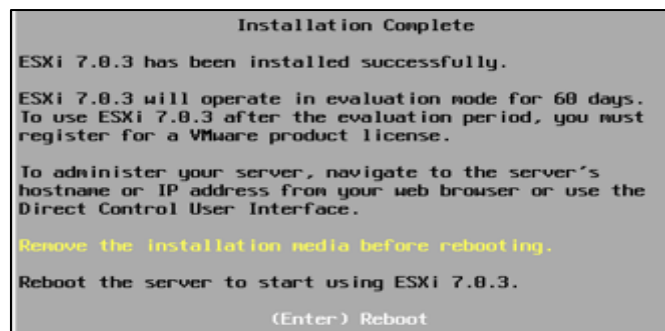 Installation Complete
ESXi 7.0.3 has been installed successfully.
ESXi 7.0.3 will operate in evaluation mode for 60 days.
To use ESXi 7.0.3 after the evaluation period, you must
register for a VMware product license.
To administer your server, navigate to the server's
hostname or IP address from your web browser or use the
Direct Control User Interface.
Remove the installation media before rebooting.
Reboot the server to start using ESXi 7.0.3.
(Enter) Reboot